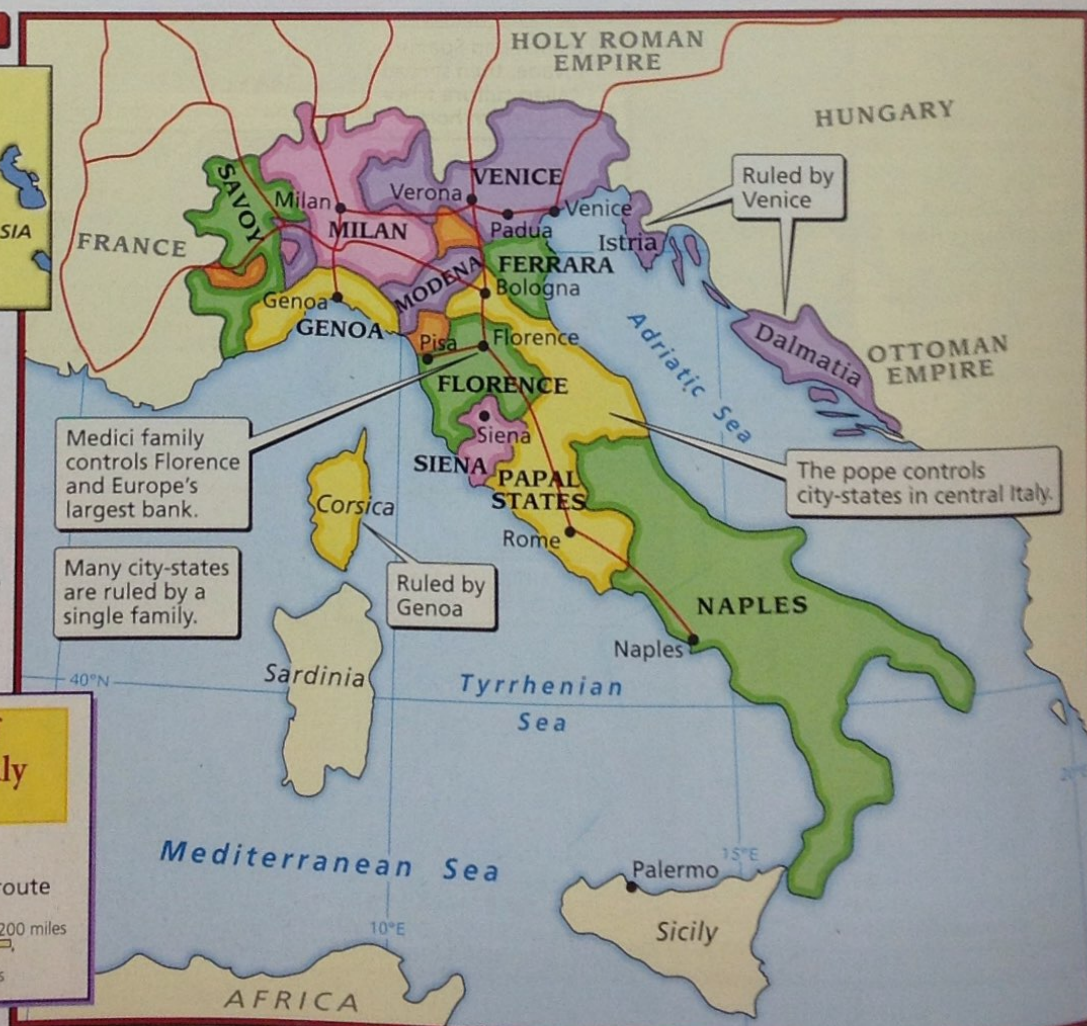 HOLY ROMAN
EMPIRE
HUNGARY
SIA
FRANCE
SAVOY
Milan
MILAN
Verona
VENICE
Padua
Venice
Istria
Ruled by
Venice
FERRARA
MODENA
Bologna
Genoa
GENOA
Pisa
Florence
FLORENCE
Adriatic Sea
Dalmatia
OTTOMAN
EMPIRE
Medici family
controls Florence
and Europe's
largest bank.
Siena
SIENA
PAPAL
STATES
The pope controls
city-states in central Italy.
Corsica
Rome
Many city-states
are ruled by a
single family.
Ruled by
Genoa
NAPLES
Naples
Sardinia
40°N
Tyrrhenian
Sea
ly
Mediterranean Sea
15°E
Palermo
oute
200 miles
10°E
Sicily
s
AFRICA